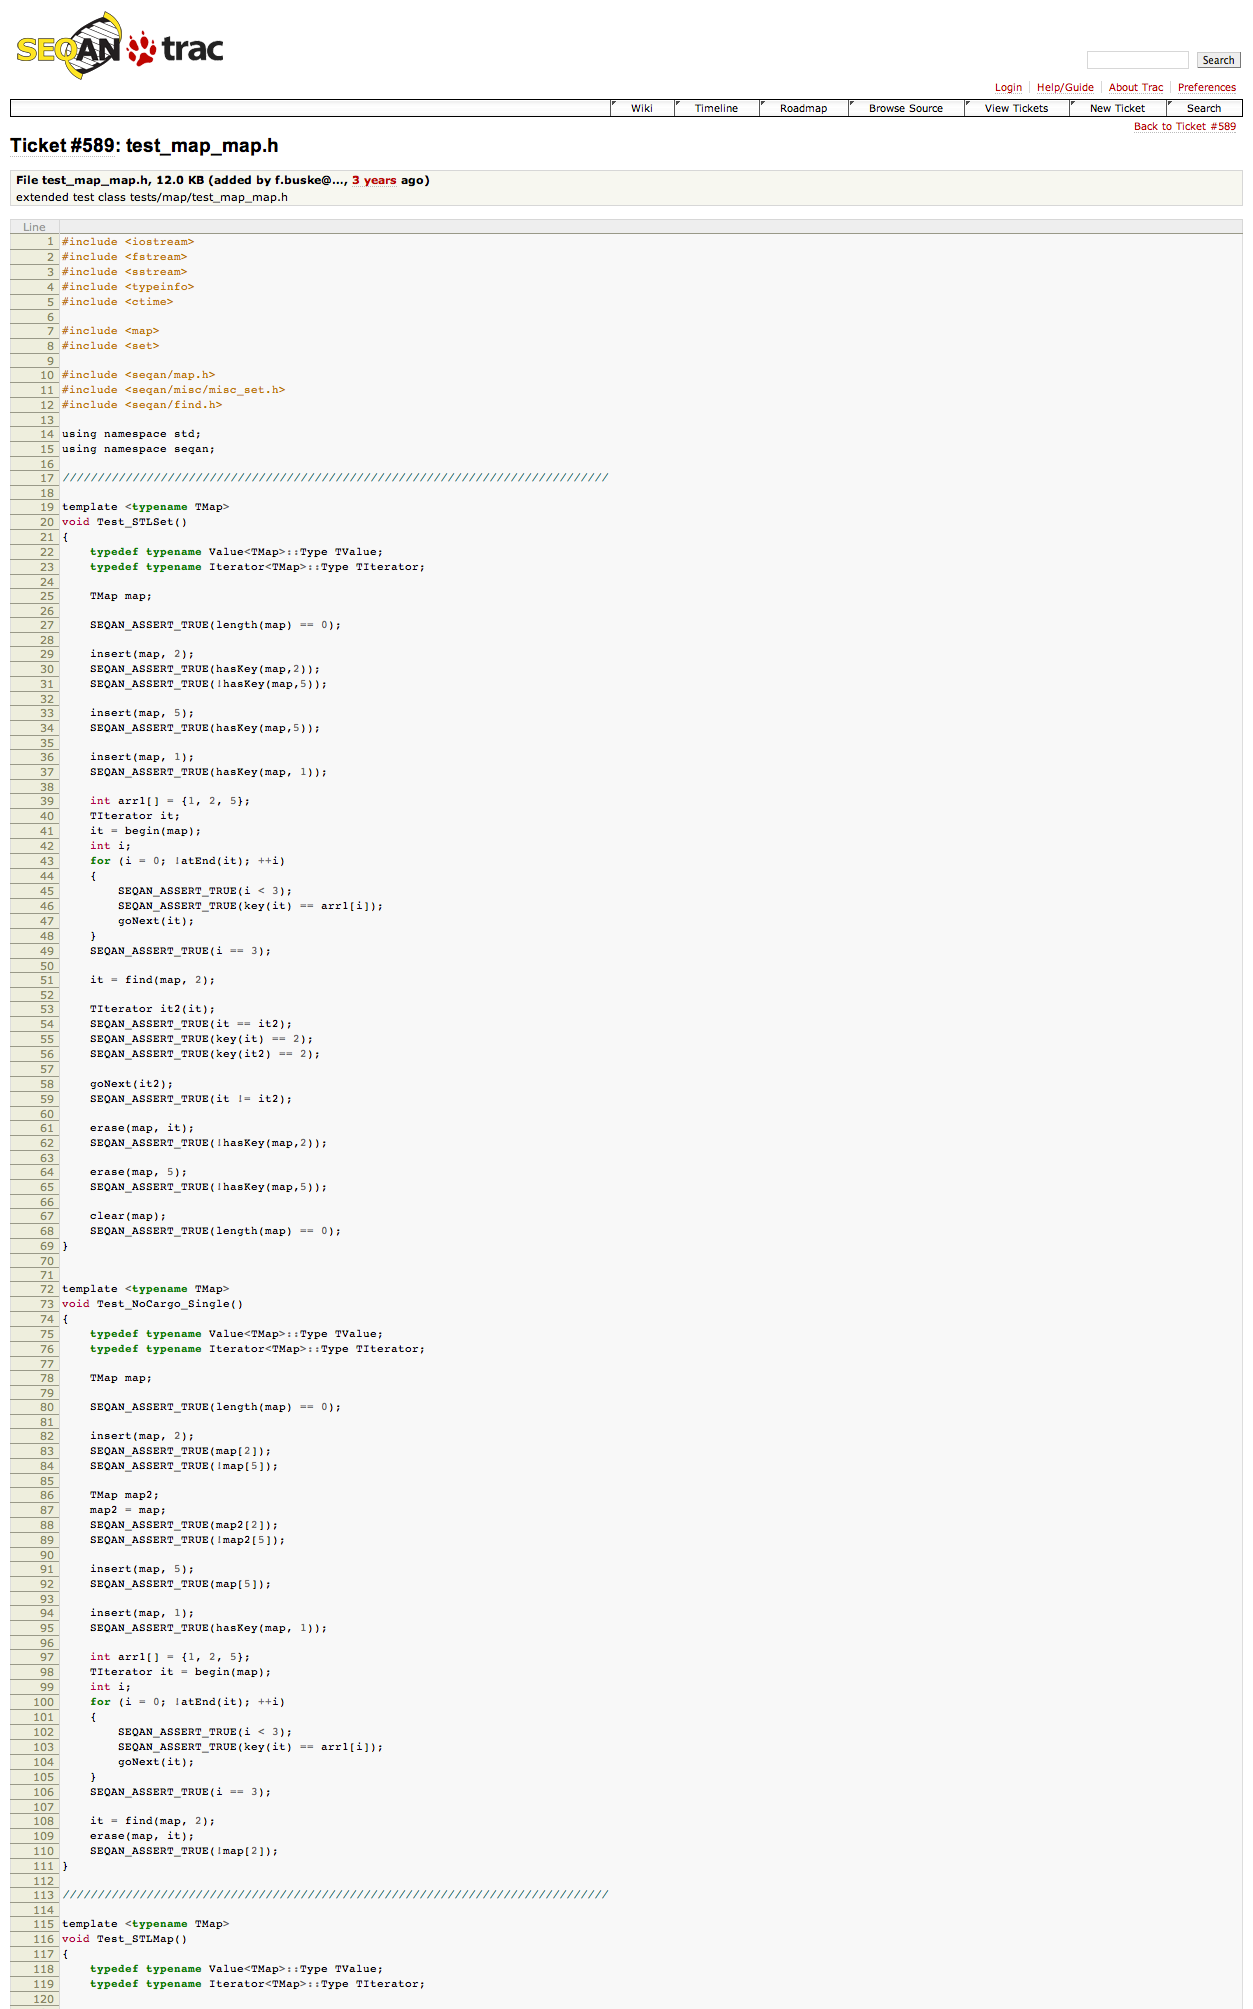 SEQAN trac
Search
Login Help/Guide About Trac Preferences
Wiki Timeline Roadmap Browse Source View Tickets New Ticket Search
Back to Ticket #589
Ticket #589: test_map_map.h
File test_map_map.h, 12.0 KB (added by f.buske@..., 3 years ago)
extended test class tests/map/test_map_map.h
Line
1 #include <iostream>
2 #include <fstream>
3 #include <sstream>
4 #include <typeinfo>
5 #include <ctime>
6
7 #include <map>
8 #include <set>
9
10 #include <seqan/map.h>
11 #include <seqan/misc/misc_set.h>
12 #include <seqan/find.h>
13
14 using namespace std;
15 using namespace seqan;
16
17 //////////////////////////////////////////////////////////////////////////////
18
19 template <typename TMap>
20 void Test_STLSet()
21 {
22     typedef typename Value<TMap>::Type TValue;
23     typedef typename Iterator<TMap>::Type TIterator;
24
25     TMap map;
26
27     SEQAN_ASSERT_TRUE(length(map) == 0);
28
29     insert(map, 2);
30     SEQAN_ASSERT_TRUE(hasKey(map,2));
31     SEQAN_ASSERT_TRUE(!hasKey(map,5));
32
33     insert(map, 5);
34     SEQAN_ASSERT_TRUE(hasKey(map,5));
35
36     insert(map, 1);
37     SEQAN_ASSERT_TRUE(hasKey(map, 1));
38
39     int arr1[] = {1, 2, 5};
40     TIterator it;
41     it = begin(map);
42     int i;
43     for (i = 0; !atEnd(it); ++i)
44     {
45         SEQAN_ASSERT_TRUE(i < 3);
46         SEQAN_ASSERT_TRUE(key(it) == arr1[i]);
47         goNext(it);
48     }
49     SEQAN_ASSERT_TRUE(i == 3);
50
51     it = find(map, 2);
52
53     TIterator it2(it);
54     SEQAN_ASSERT_TRUE(it == it2);
55     SEQAN_ASSERT_TRUE(key(it) == 2);
56     SEQAN_ASSERT_TRUE(key(it2) == 2);
57
58     goNext(it2);
59     SEQAN_ASSERT_TRUE(it != it2);
60
61     erase(map, it);
62     SEQAN_ASSERT_TRUE(!hasKey(map,2));
63
64     erase(map, 5);
65     SEQAN_ASSERT_TRUE(!hasKey(map,5));
66
67     clear(map);
68     SEQAN_ASSERT_TRUE(length(map) == 0);
69 }
70
71
72 template <typename TMap>
73 void Test_NoCargo_Single()
74 {
75     typedef typename Value<TMap>::Type TValue;
76     typedef typename Iterator<TMap>::Type TIterator;
77
78     TMap map;
79
80     SEQAN_ASSERT_TRUE(length(map) == 0);
81
82     insert(map, 2);
83     SEQAN_ASSERT_TRUE(map[2]);
84     SEQAN_ASSERT_TRUE(!map[5]);
85
86     TMap map2;
87     map2 = map;
88     SEQAN_ASSERT_TRUE(map2[2]);
89     SEQAN_ASSERT_TRUE(!map2[5]);
90
91     insert(map, 5);
92     SEQAN_ASSERT_TRUE(map[5]);
93
94     insert(map, 1);
95     SEQAN_ASSERT_TRUE(hasKey(map, 1));
96
97     int arr1[] = {1, 2, 5};
98     TIterator it = begin(map);
99     int i;
100     for (i = 0; !atEnd(it); ++i)
101     {
102         SEQAN_ASSERT_TRUE(i < 3);
103         SEQAN_ASSERT_TRUE(key(it) == arr1[i]);
104         goNext(it);
105     }
106     SEQAN_ASSERT_TRUE(i == 3);
107
108     it = find(map, 2);
109     erase(map, it);
110     SEQAN_ASSERT_TRUE(!map[2]);
111 }
112
113 //////////////////////////////////////////////////////////////////////////////
114
115 template <typename TMap>
116 void Test_STLMap()
117 {
118     typedef typename Value<TMap>::Type TValue;
119     typedef typename Iterator<TMap>::Type TIterator;
120